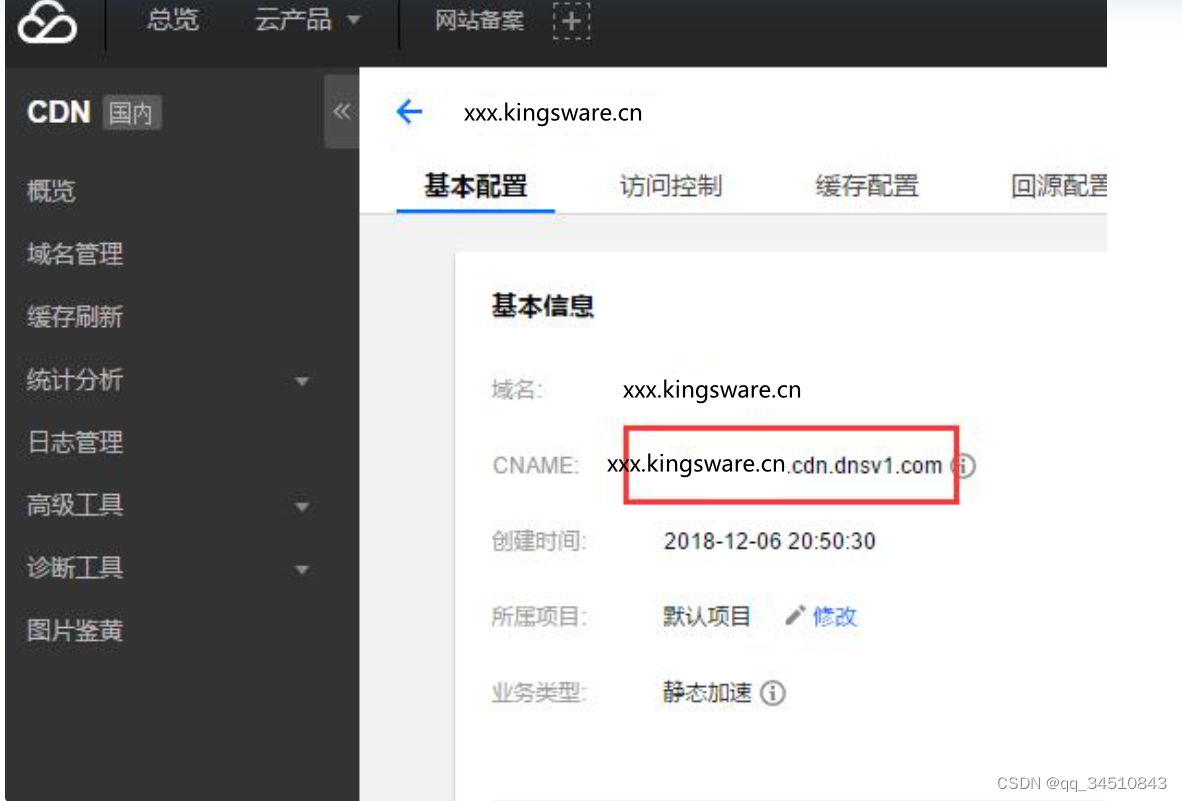 总览 云产品 网站备案
CDN 国内
«
xxx.kingsware.cn
概览
域名管理
缓存刷新
统计分析
日志管理
高级工具
诊断工具
图片鉴黄
基本配置 访问控制 缓存配置 回源配置
基本信息
域名: xxx.kingsware.cn
CNAME: xxx.kingsware.cn.cdn.dnsv1.com
创建时间: 2018-12-06 20:50:30
所属项目: 默认项目 修改
业务类型: 静态加速
CSDN @qq_34510843